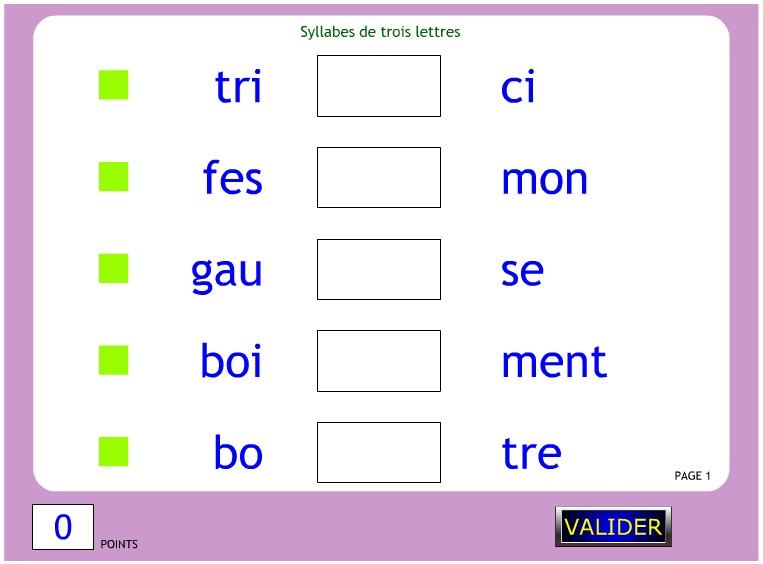 Syllabes de trois lettres
tri ci
fes mon
gau se
boi ment
bo tre
PAGE 1
0 POINTS VALIDER